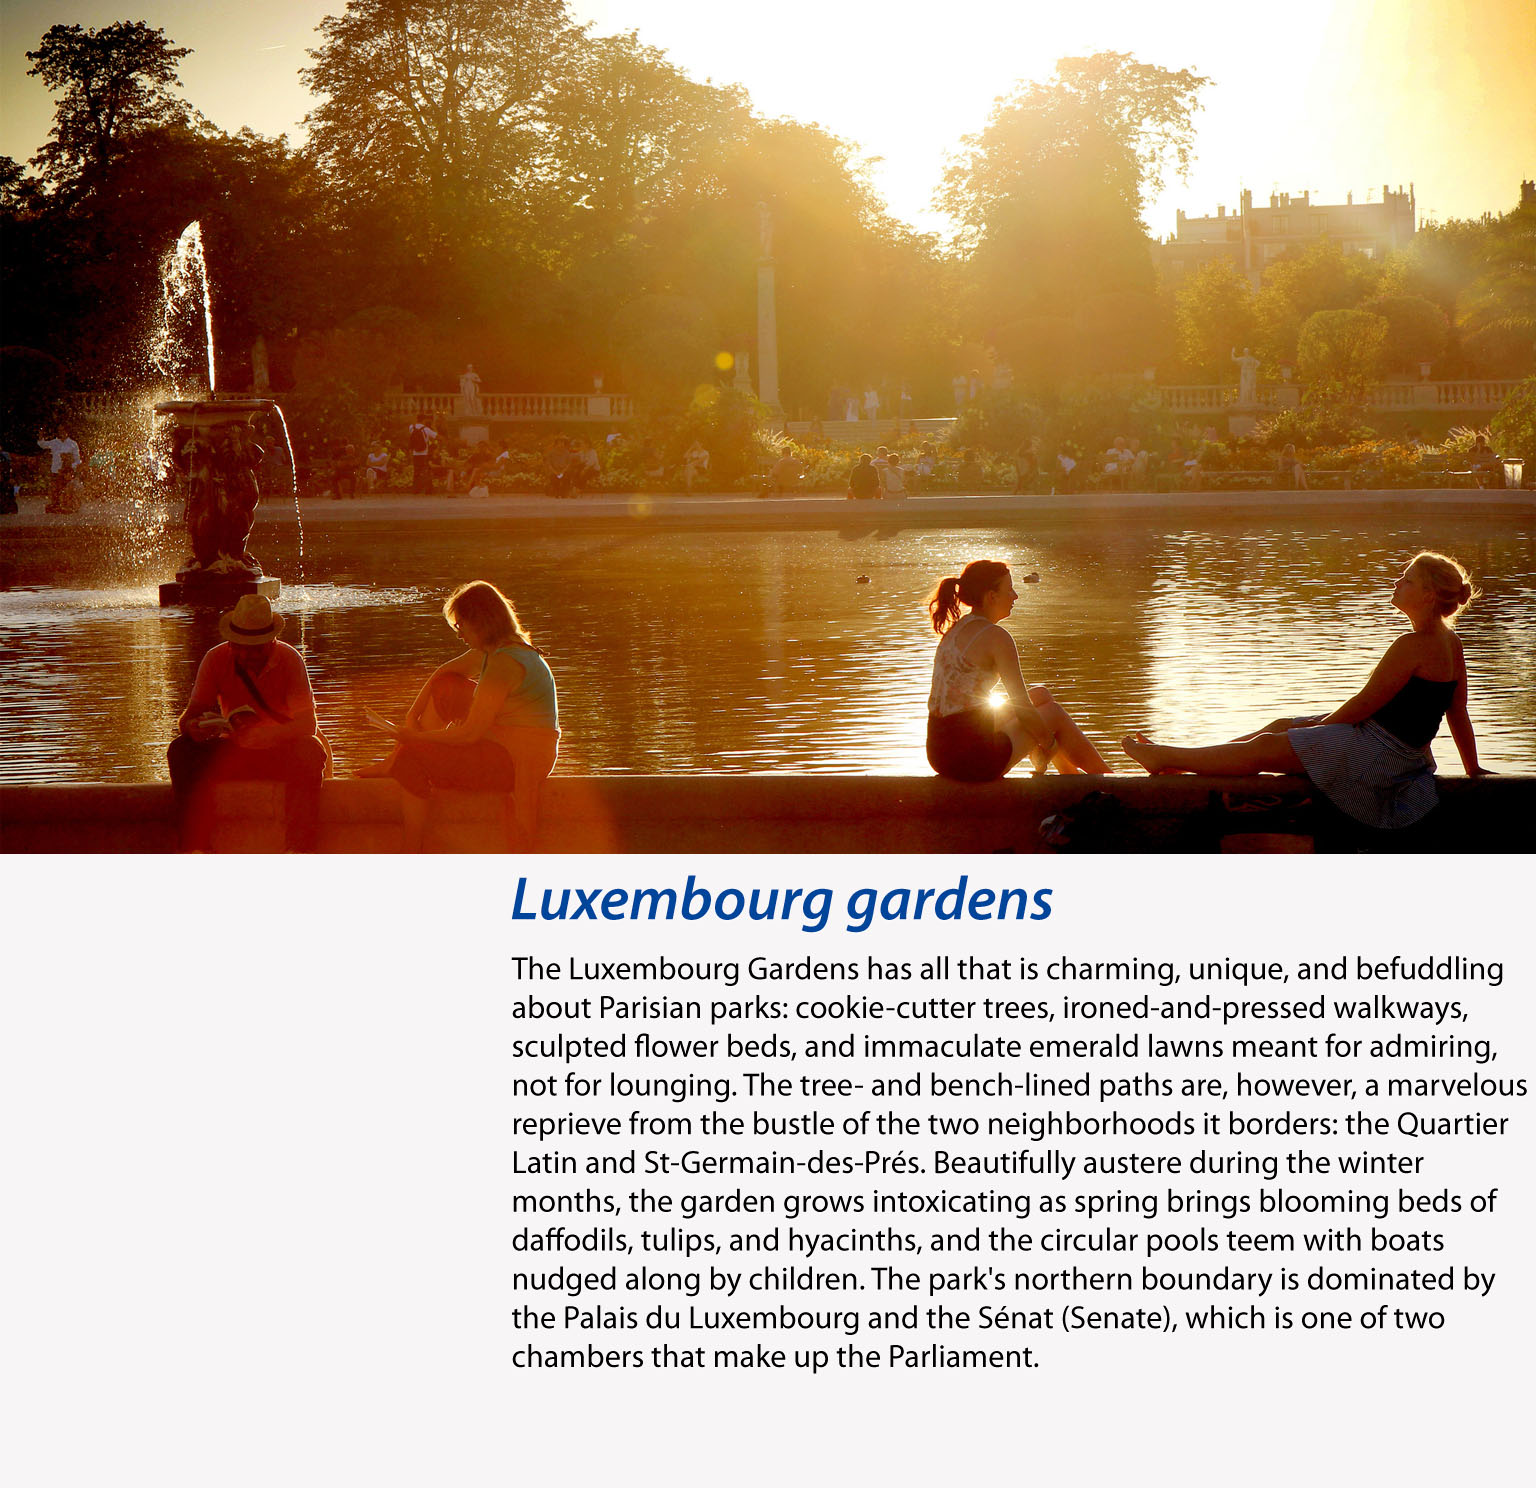 Luxembourg gardens
The Luxembourg Gardens has all that is charming, unique, and befuddling
about Parisian parks: cookie-cutter trees, ironed-and-pressed walkways,
sculpted flower beds, and immaculate emerald lawns meant for admiring,
not for lounging. The tree- and bench-lined paths are, however, a marvelous
reprieve from the bustle of the two neighborhoods it borders: the Quartier
Latin and St-Germain-des-Prés. Beautifully austere during the winter
months, the garden grows intoxicating as spring brings blooming beds of
daffodils, tulips, and hyacinths, and the circular pools teem with boats
nudged along by children. The park's northern boundary is dominated by
the Palais du Luxembourg and the Sénat (Senate), which is one of two
chambers that make up the Parliament.